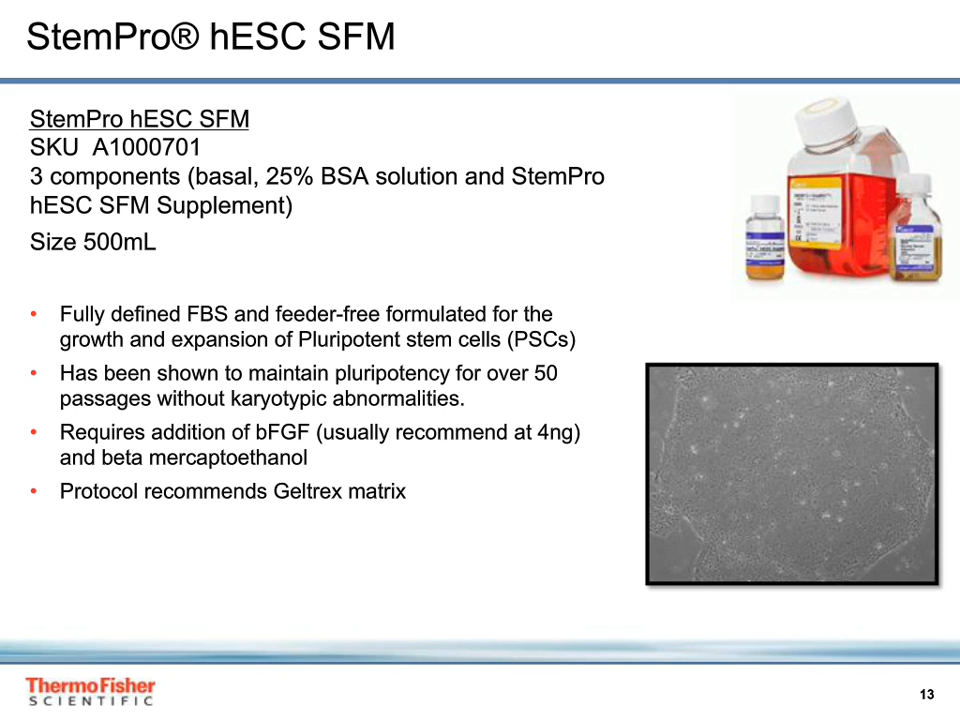 StemPro® hESC SFM
StemPro hESC SFM
SKU A1000701
3 components (basal, 25% BSA solution and StemPro
hESC SFM Supplement)
Size 500mL
• Fully defined FBS and feeder-free formulated for the
growth and expansion of Pluripotent stem cells (PSCs)
• Has been shown to maintain pluripotency for over 50
passages without karyotypic abnormalities.
• Requires addition of bFGF (usually recommend at 4ng)
and beta mercaptoethanol
• Protocol recommends Geltrex matrix
ThermoFisher
SCIENTIFIC
13